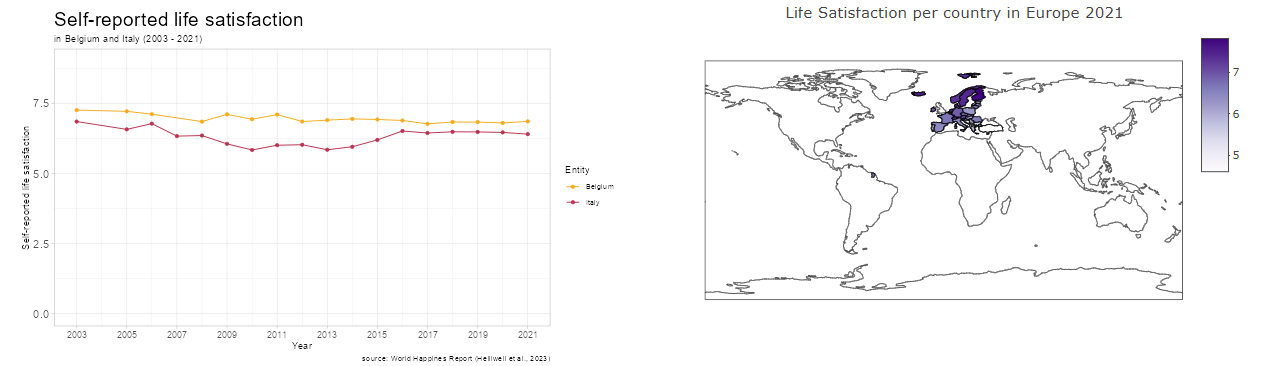 Self-reported life satisfaction
in Belgium and Italy (2003 - 2021)
Self-reported life satisfaction
7.5
5.0
2.5
0.0
2003 2005 2007 2009 2011 2013 2015 2017 2019 2021
Year
source: World Happines Report (Helliwell et al., 2023)
Entity
Belgium
Italy
Life Satisfaction per country in Europe 2021
7
6
5